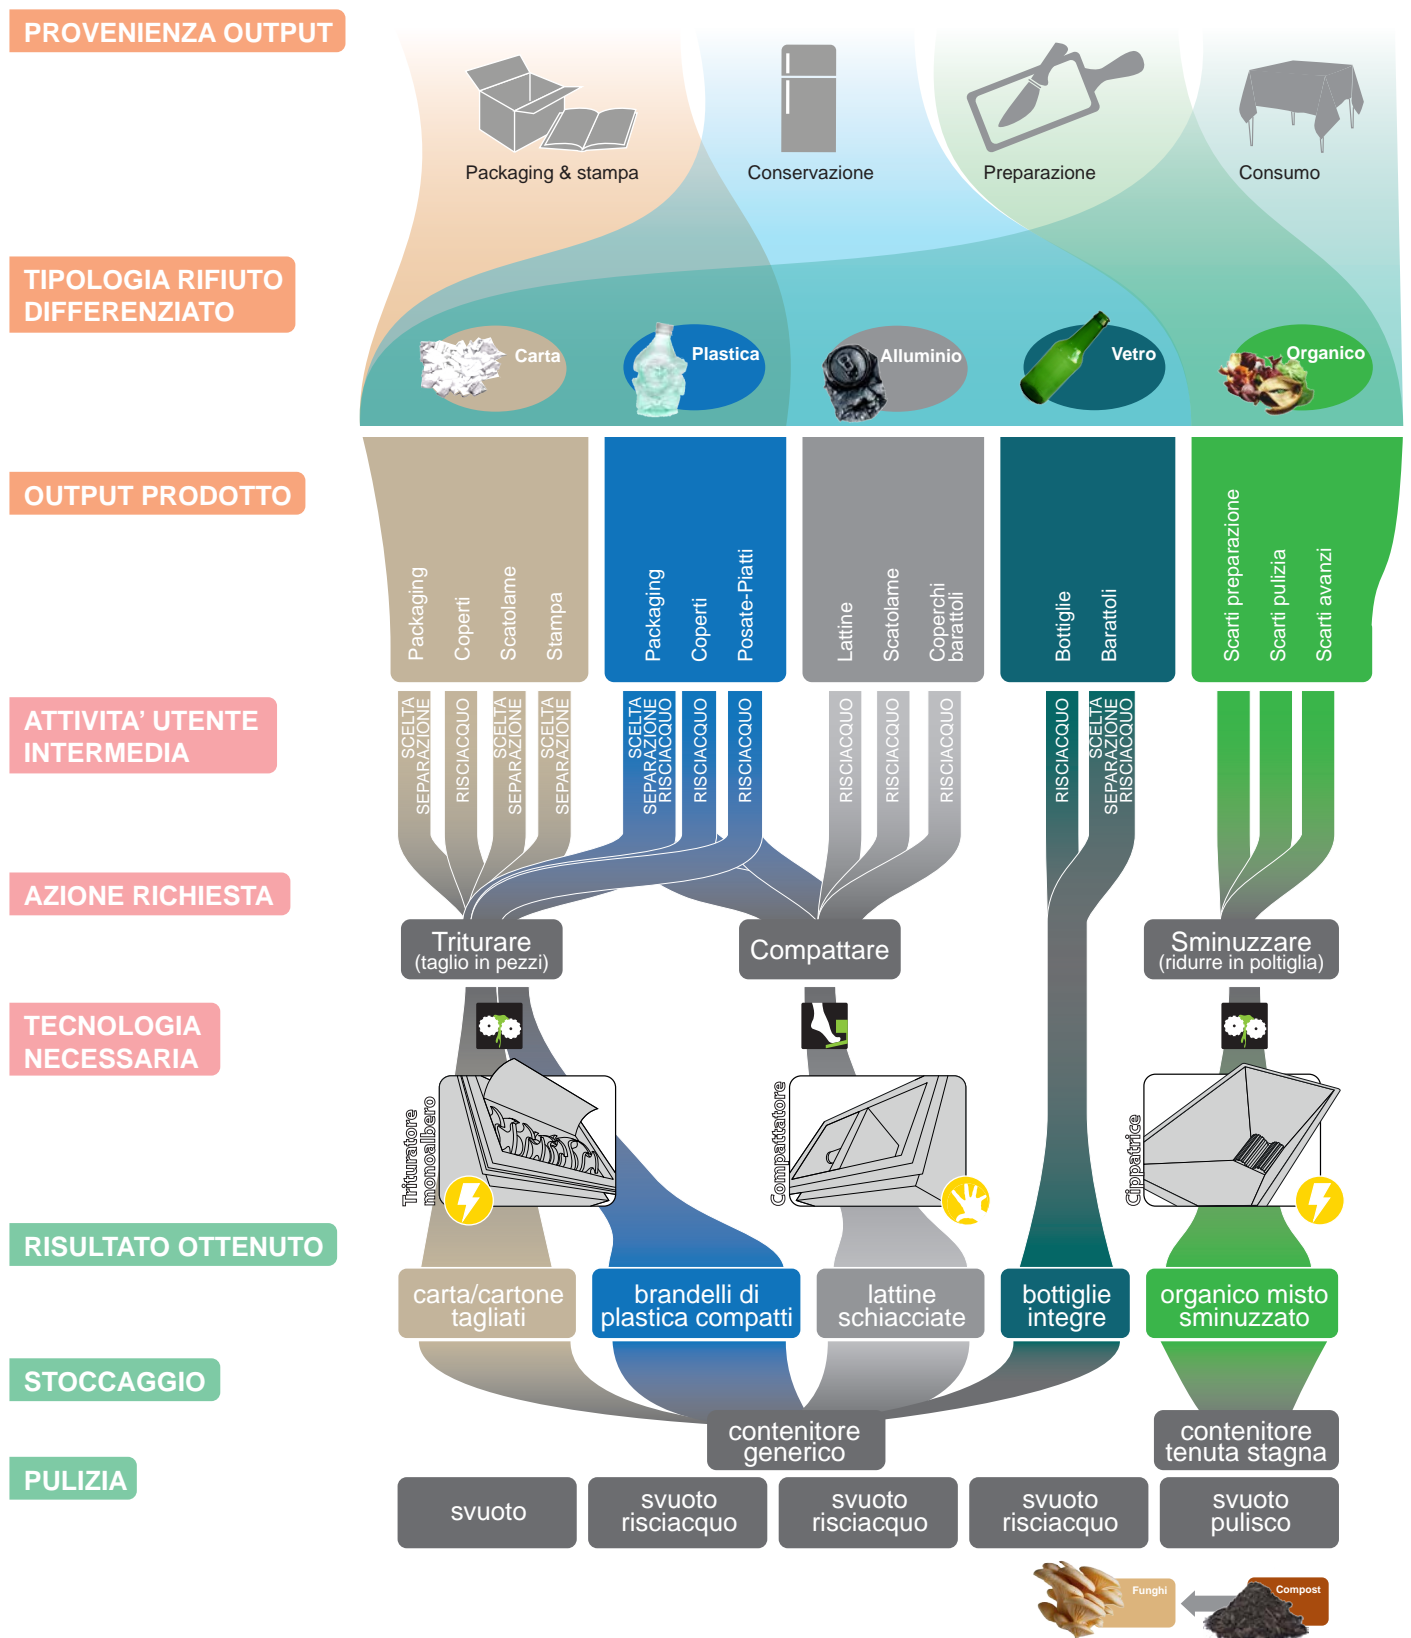 PROVENIENZA OUTPUT
Packaging & stampa
Conservazione
Preparazione
Consumo
TIPOLOGIA RIFIUTO
DIFFERENZIATO
Carta
Plastica
Alluminio
Vetro
Organico
OUTPUT PRODOTTO
Packaging
Coperti
Scatolame
Stampa
Packaging
Coperti
Posate-Piatti
Lattine
Scatolame
Coperchi
barattoli
Bottiglie
Barattoli
Scarti preparazione
Scarti pulizia
Scarti avanzi
ATTIVITA' UTENTE
INTERMEDIA
SCELTA
SEPARAZIONE
RISCIACQUO
SCELTA
SEPARAZIONE
SCELTA
SEPARAZIONE
SCELTA
SEPARAZIONE
RISCIACQUO
RISCIACQUO
RISCIACQUO
RISCIACQUO
RISCIACQUO
RISCIACQUO
RISCIACQUO
SCELTA
SEPARAZIONE
RISCIACQUO
AZIONE RICHIESTA
Triturare
(taglio in pezzi)
Compattare
Sminuzzare
(ridurre in poltiglia)
TECNOLOGIA
NECESSARIA
Trituratore
monoalbero
Compattatore
Cippatrice
RISULTATO OTTENUTO
carta/cartone
tagliati
brandelli di
plastica compatti
lattine
schiacciate
bottiglie
integre
organico misto
sminuzzato
STOCCAGGIO
contenitore
generico
contenitore
tenuta stagna
PULIZIA
svuoto
svuoto
risciacquo
svuoto
risciacquo
svuoto
risciacquo
svuoto
pulisco
Funghi
Compost